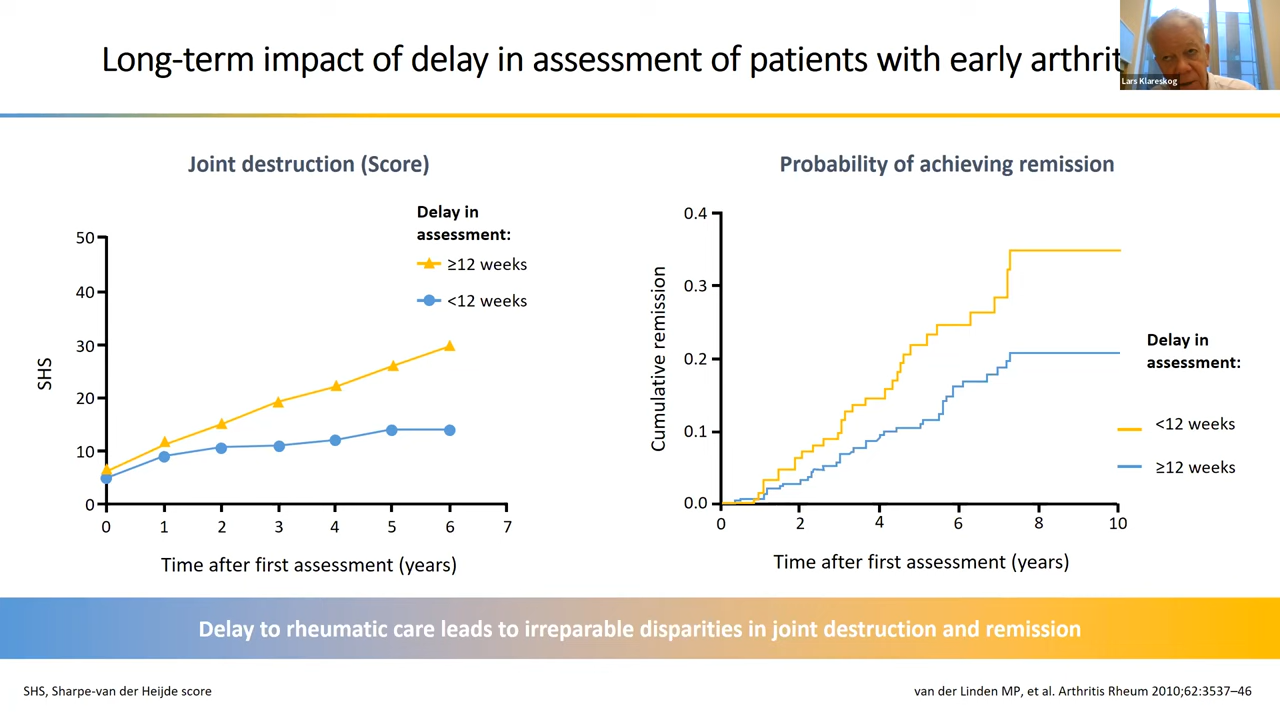 Long-term impact of delay in assessment of patients with early arthrit
Lars Klareskog
Joint destruction (Score)
Delay in
assessment:
≥12 weeks
<12 weeks
50
40
30
20
10
0
SHS
0 1 2 3 4 5 6 7
Time after first assessment (years)
Probability of achieving remission
0.4
0.3
0.2
0.1
0.0
Cumulative remission
0 2 4 6 8 10
Time after first assessment (years)
Delay in
assessment:
<12 weeks
≥12 weeks
Delay to rheumatic care leads to irreparable disparities in joint destruction and remission
SHS, Sharpe-van der Heijde score
van der Linden MP, et al. Arthritis Rheum 2010;62:3537–46